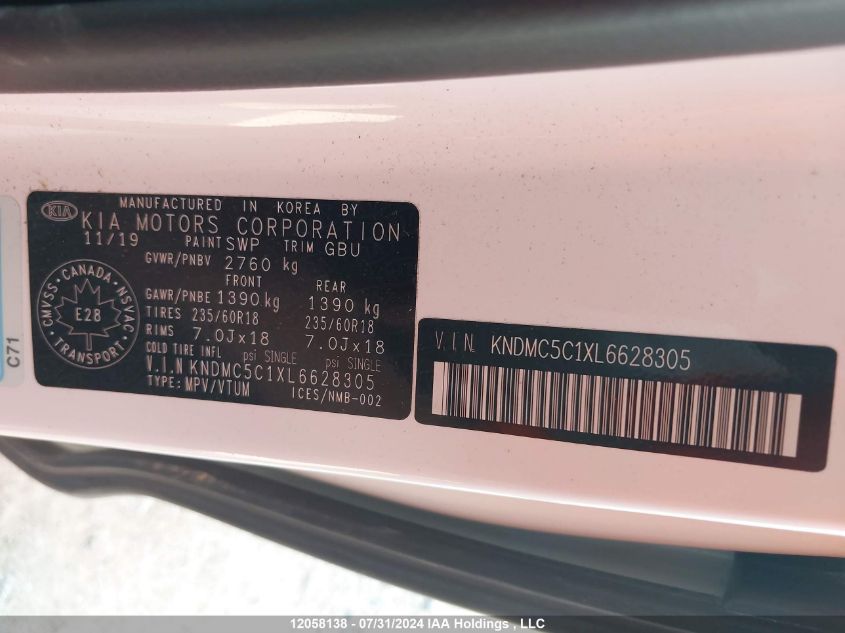 KIA
MANUFACTURED IN KOREA BY
KIA MOTORS CORPORATION
11/19 PAINT SWP TRIM GBU
GVWR/PNBV 2760 kg
FRONT REAR
GAWR/PNBE 1390 kg 1390 kg
TIRES 235/60R18 235/60R18
RIMS 7.0Jx18 7.0Jx18
COLD TIRE INFL psi SINGLE psi SINGLE
V.I.N KNDMC5C1XL6628305
TYPE: MPV/VTUM ICES/NMB-002
CANADA · NSVAC · TRANSPORT · CMVSS
E28
C71
V.I.N. KNDMC5C1XL6628305
12058138 - 07/31/2024 IAA Holdings , LLC